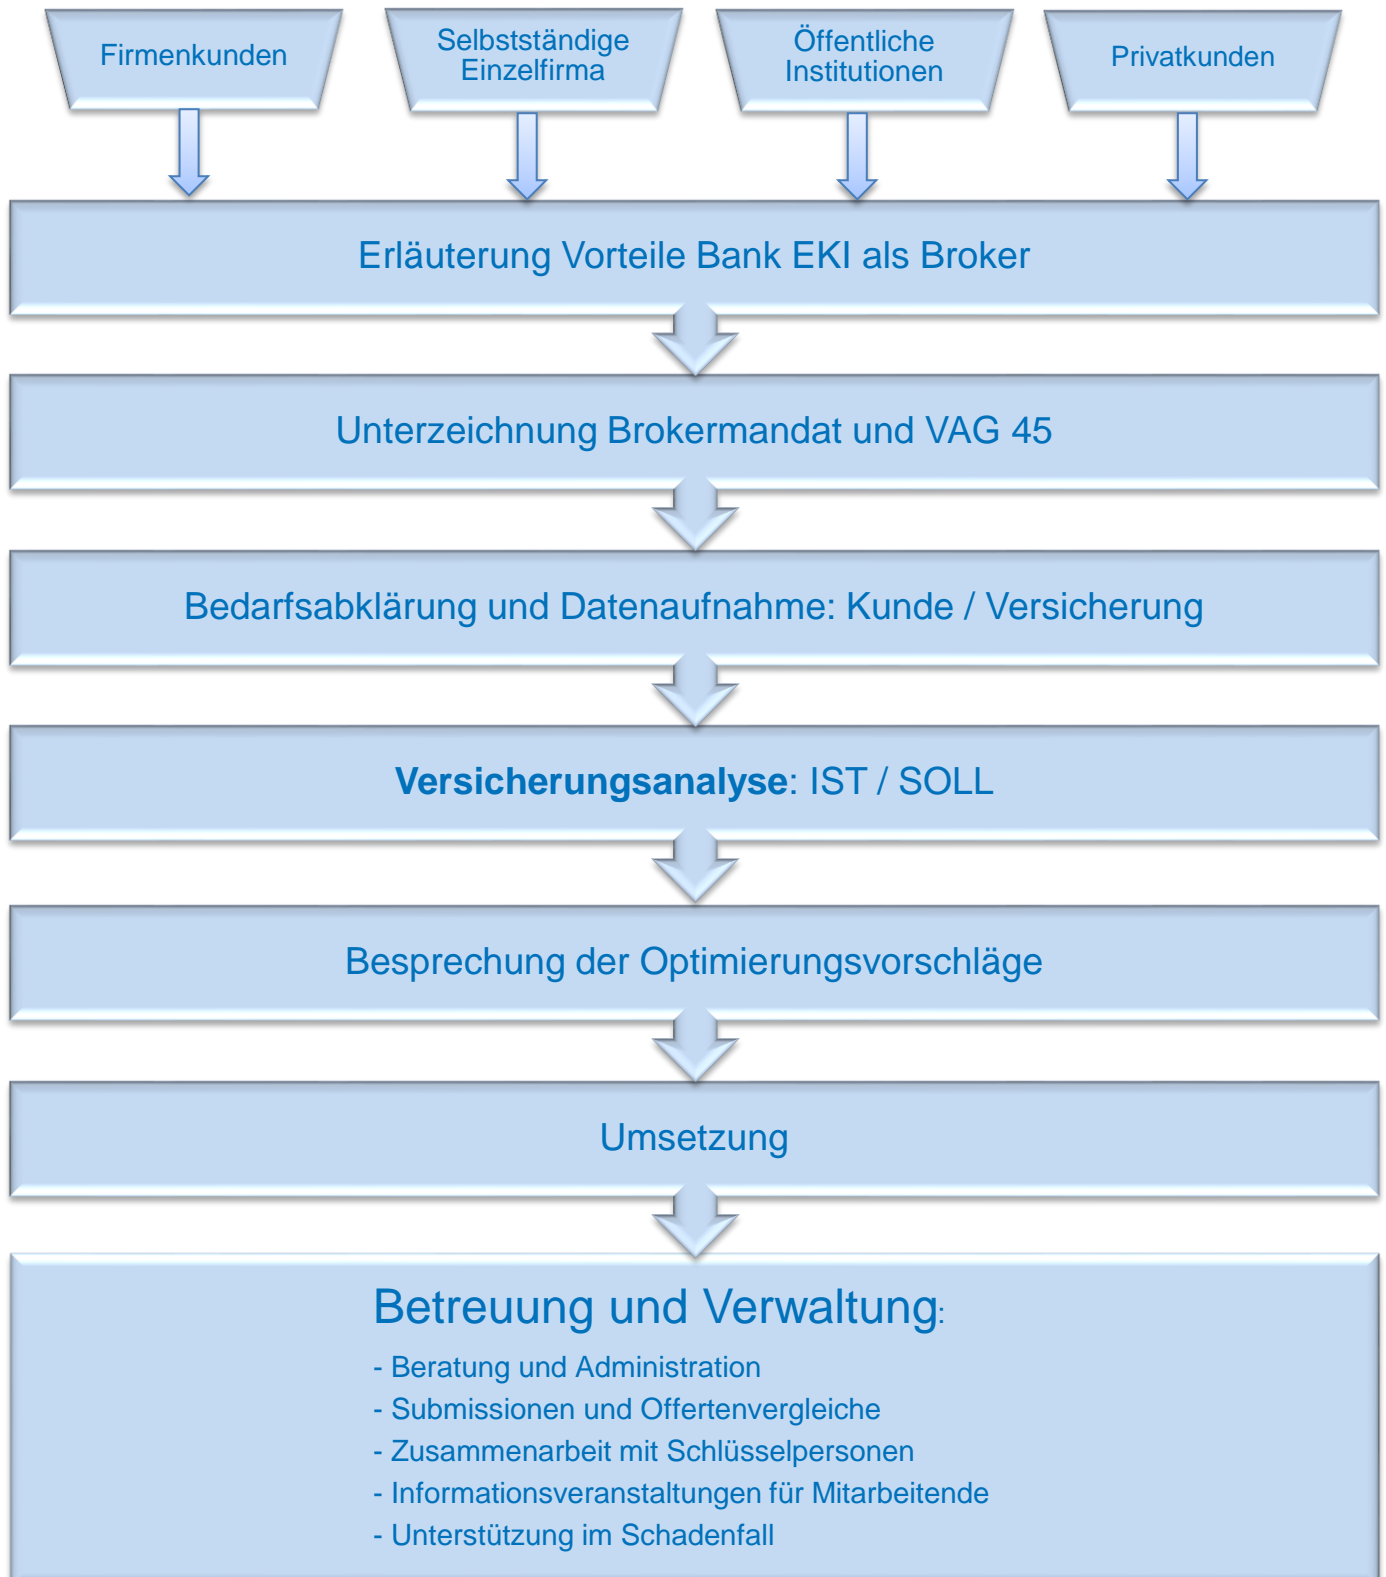 Firmenkunden
Selbstständige
Einzelfirma
Öffentliche
Institutionen
Privatkunden
Erläuterung Vorteile Bank EKI als Broker
Unterzeichnung Brokermandat und VAG 45
Bedarfsabklärung und Datenaufnahme: Kunde / Versicherung
Versicherungsanalyse: IST / SOLL
Besprechung der Optimierungsvorschläge
Umsetzung
Betreuung und Verwaltung:
- Beratung und Administration
- Submissionen und Offertenvergleiche
- Zusammenarbeit mit Schlüsselpersonen
- Informationsveranstaltungen für Mitarbeitende
- Unterstützung im Schadenfall